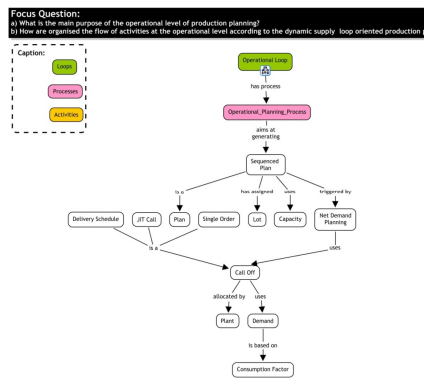 Focus Question:
a) What is the main purpose of the operational level of production planning?
b) How are organised the flow of activities at the operational level according to the dynamic supply loop oriented production
Caption:
Loops
Processes
Activities
Operational Loop
has process
Operational_Planning_Process
aims at
generating
Sequenced
Plan
is a
has assigned
uses
triggered by
Delivery Schedule
JIT Call
Plan
Single Order
Lot
Capacity
Net Demand
Planning
is a
uses
Call Off
allocated by
uses
Plant
Demand
is based on
Consumption Factor